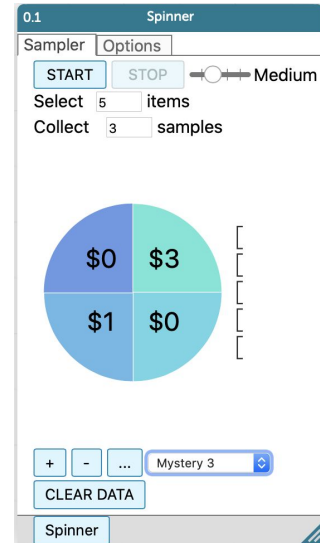 0.1 Spinner
Sampler Options
START STOP Medium
Select 5 items
Collect 3 samples
$0 $3
$1 $0
+ - ... Mystery 3
CLEAR DATA
Spinner